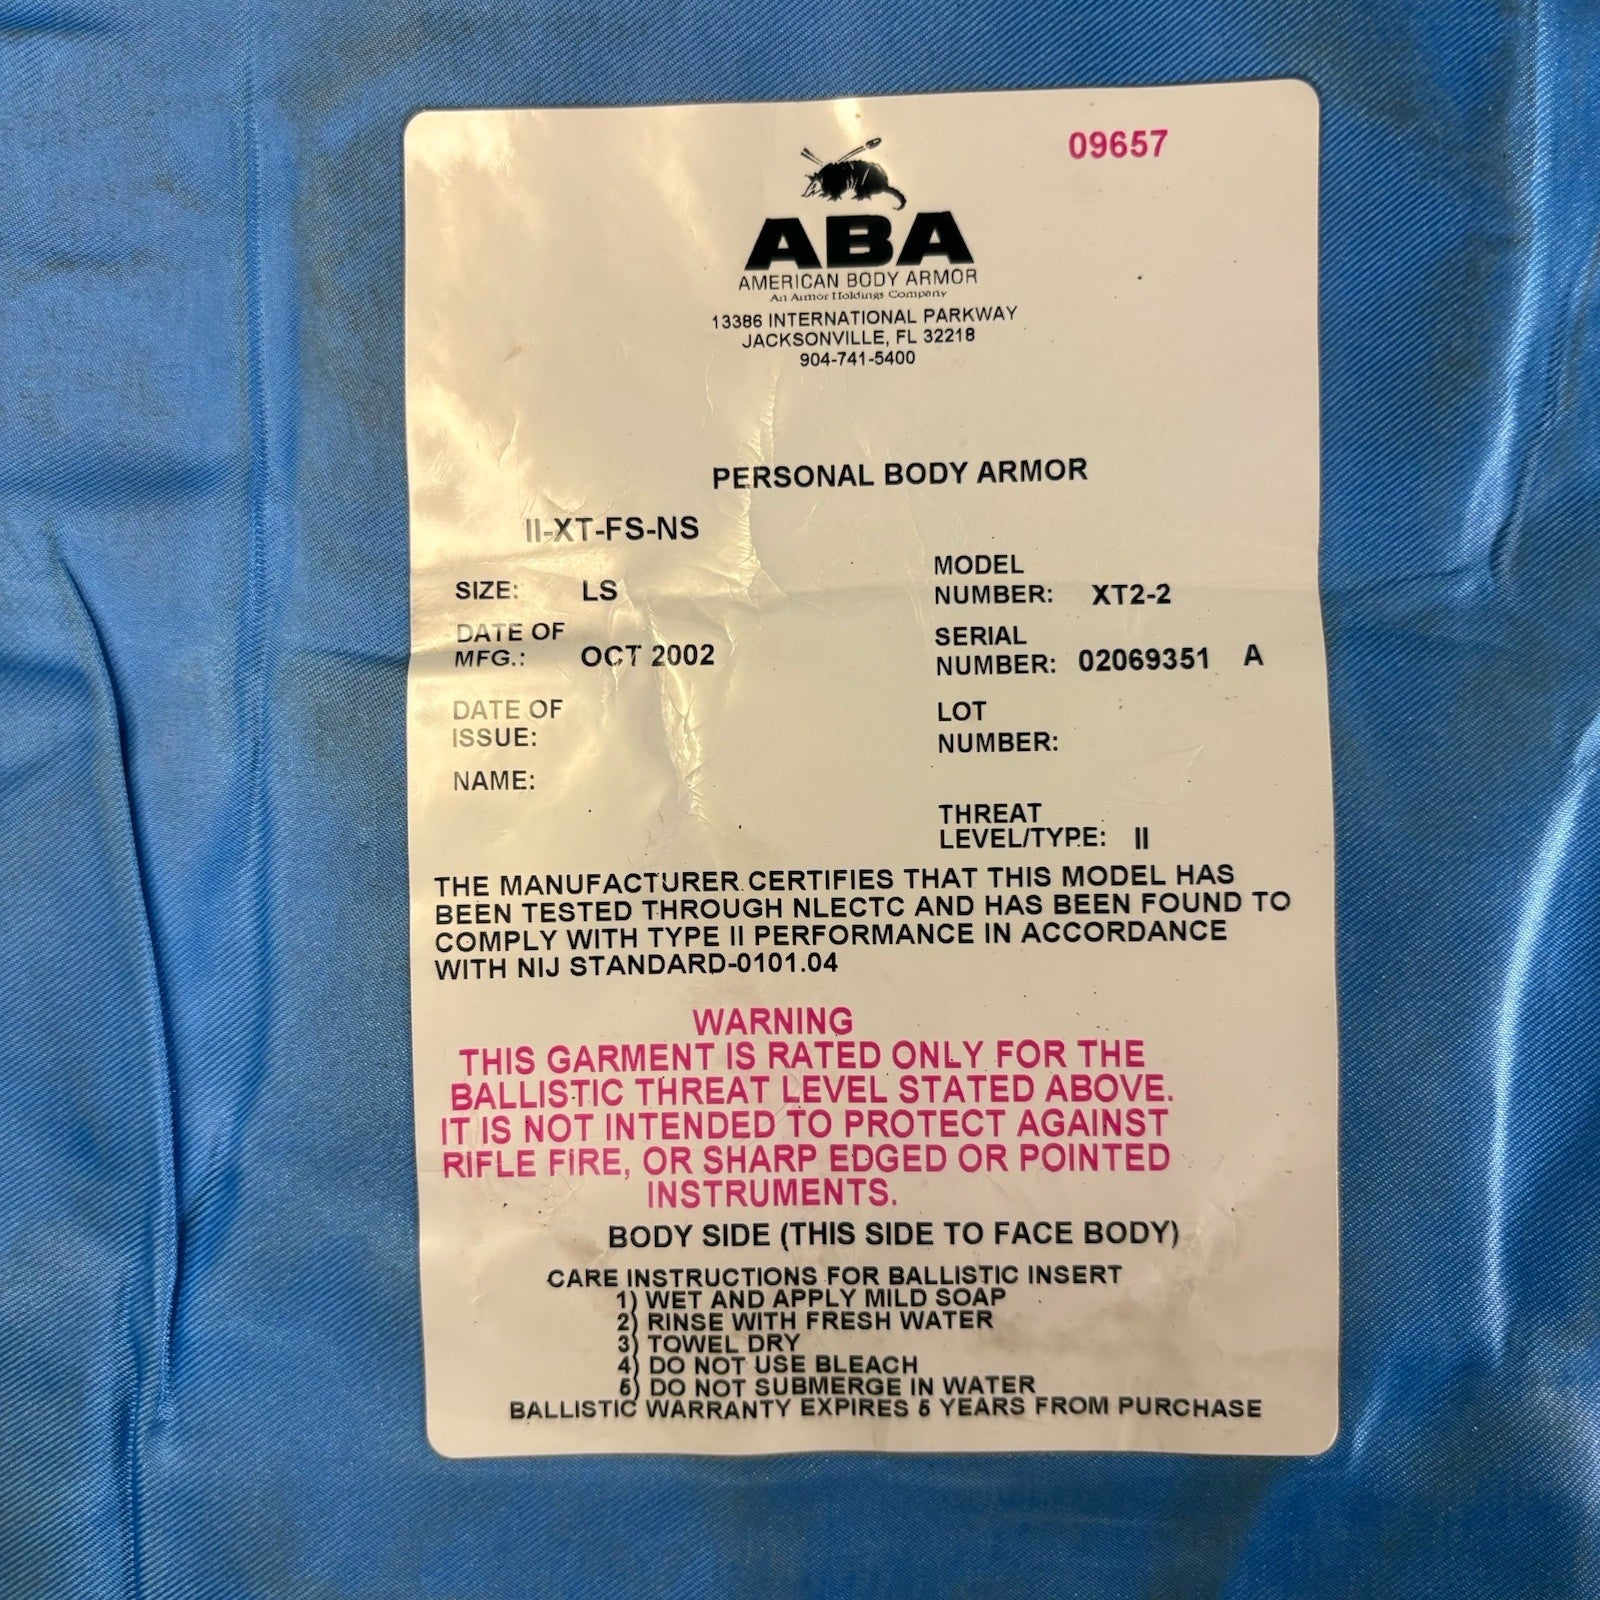 09657
ABA
AMERICAN BODY ARMOR
An Armor Holdings Company
13386 INTERNATIONAL PARKWAY
JACKSONVILLE, FL 32218
904-741-5400
PERSONAL BODY ARMOR
II-XT-FS-NS
SIZE: LS
MODEL
NUMBER: XT2-2
DATE OF
MFG.: OCT 2002
SERIAL
NUMBER: 02069351 A
DATE OF
ISSUE:
LOT
NUMBER:
NAME:
THREAT
LEVEL/TYPE: II
THE MANUFACTURER CERTIFIES THAT THIS MODEL HAS
BEEN TESTED THROUGH NLECTC AND HAS BEEN FOUND TO
COMPLY WITH TYPE II PERFORMANCE IN ACCORDANCE
WITH NIJ STANDARD-0101.04
WARNING
THIS GARMENT IS RATED ONLY FOR THE
BALLISTIC THREAT LEVEL STATED ABOVE.
IT IS NOT INTENDED TO PROTECT AGAINST
RIFLE FIRE, OR SHARP EDGED OR POINTED
INSTRUMENTS.
BODY SIDE (THIS SIDE TO FACE BODY)
CARE INSTRUCTIONS FOR BALLISTIC INSERT
1) WET AND APPLY MILD SOAP
2) RINSE WITH FRESH WATER
3) TOWEL DRY
4) DO NOT USE BLEACH
5) DO NOT SUBMERGE IN WATER
BALLISTIC WARRANTY EXPIRES 5 YEARS FROM PURCHASE